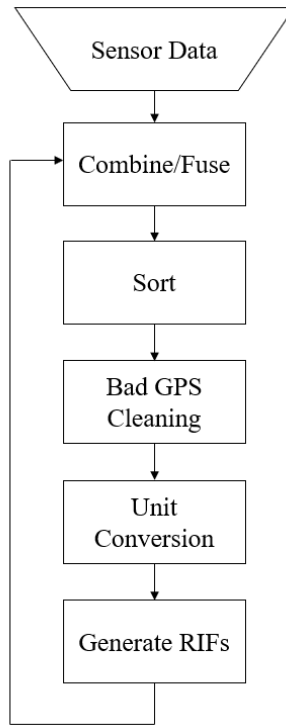 Sensor Data
Combine/Fuse
Sort
Bad GPS
Cleaning
Unit
Conversion
Generate RIFs